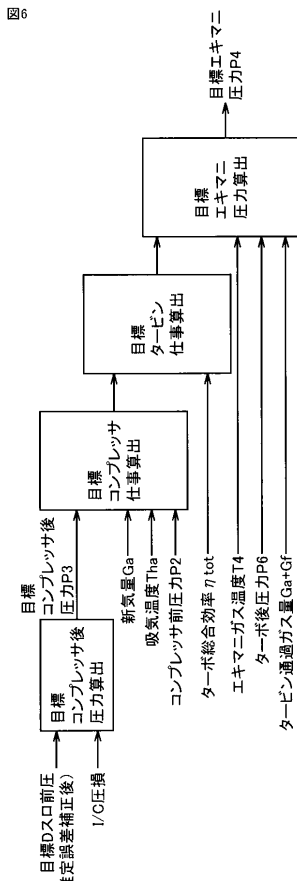 図6
目標Dスロ前圧
推定誤差補正後)
I/C圧損
目標
コンプレッサ後
圧力算出
目標
コンプレッサ後
圧力P3
新気量Ga
吸気温度Tha
コンプレッサ前圧力P2
目標
コンプレッサ
仕事算出
ターボ総合効率ηtot
目標
タービン
仕事算出
エキマニガス温度T4
ターボ後圧力P6
タービン通過ガス量Ga+Gf
目標
エキマニ
圧力算出
目標エキマニ
圧力P4